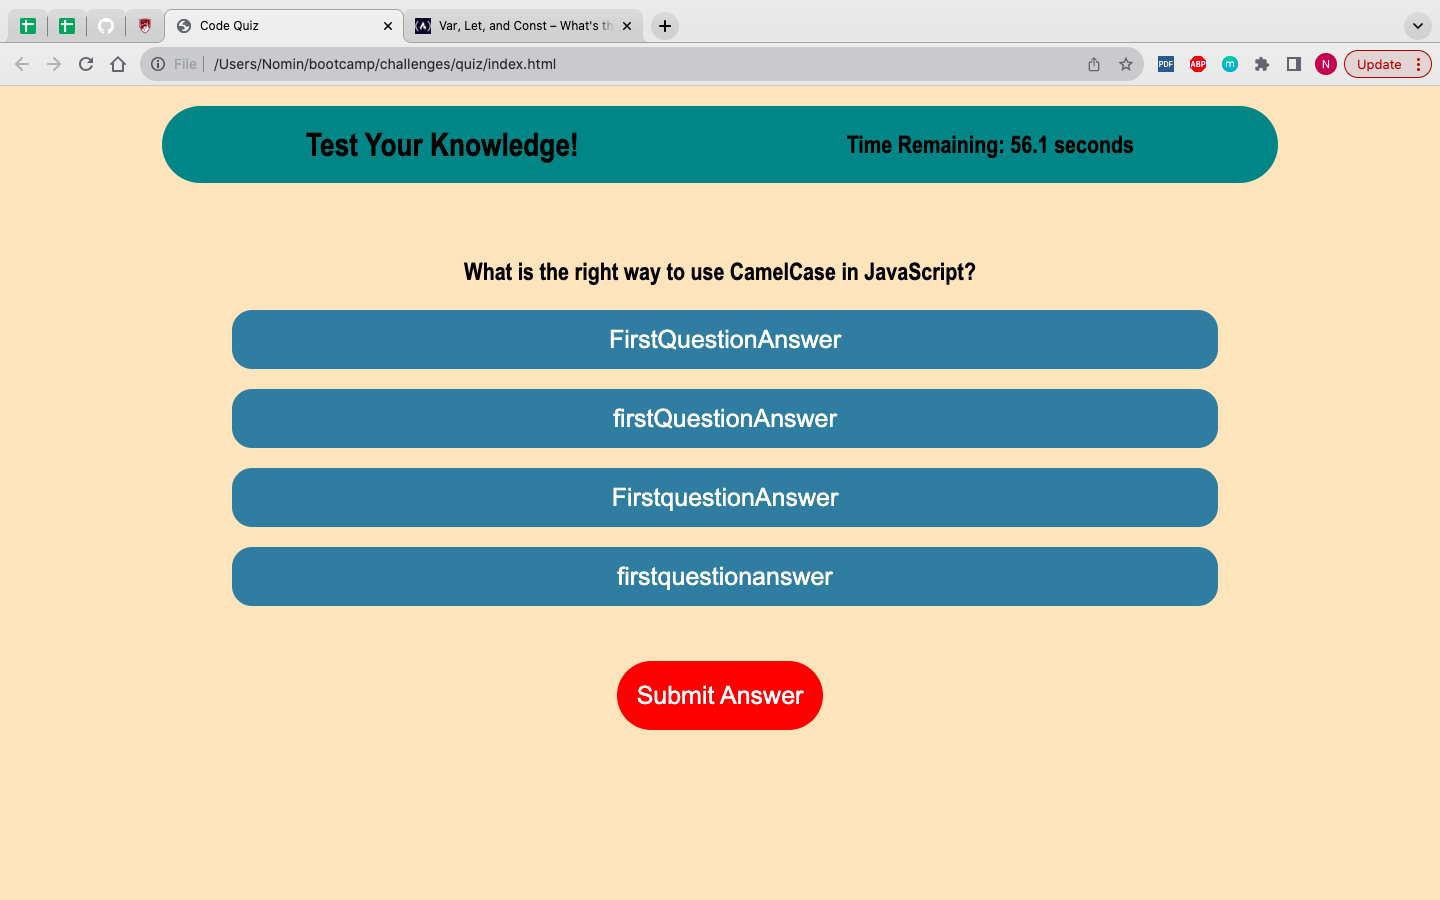 Code Quiz
Var, Let, and Const – What's th
File
/Users/Nomin/bootcamp/challenges/quiz/index.html
PDF
ABP
m
N
Update
Test Your Knowledge!
Time Remaining: 56.1 seconds
What is the right way to use CamelCase in JavaScript?
FirstQuestionAnswer
firstQuestionAnswer
FirstquestionAnswer
firstquestionanswer
Submit Answer